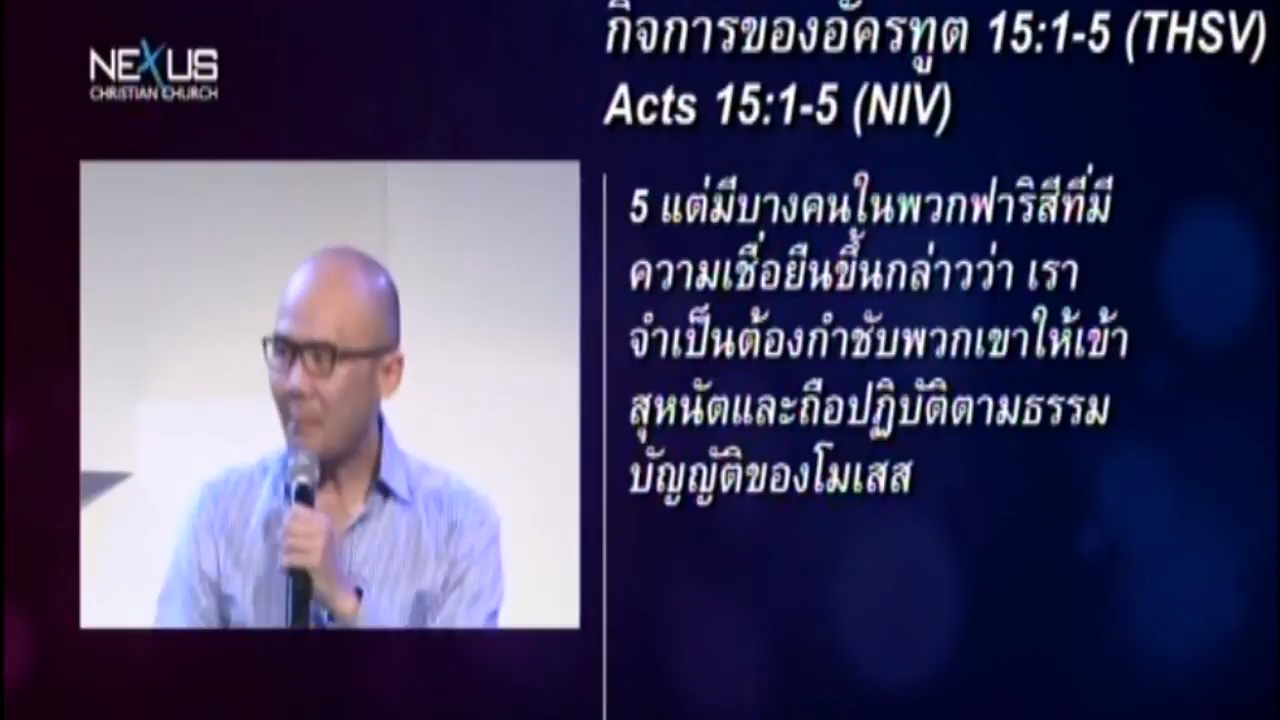 NEXUS
CHRISTIAN CHURCH
กิจการของอัครทูต 15:1-5 (THSV)
Acts 15:1-5 (NIV)
5 แต่มีบางคนในพวกฟาริสีที่มี
ความเชื่อยืนขึ้นกล่าวว่า เรา
จำเป็นต้องกำชับพวกเขาให้เข้า
สุหนัตและถือปฏิบัติตามธรรม
บัญญัติของโมเสส